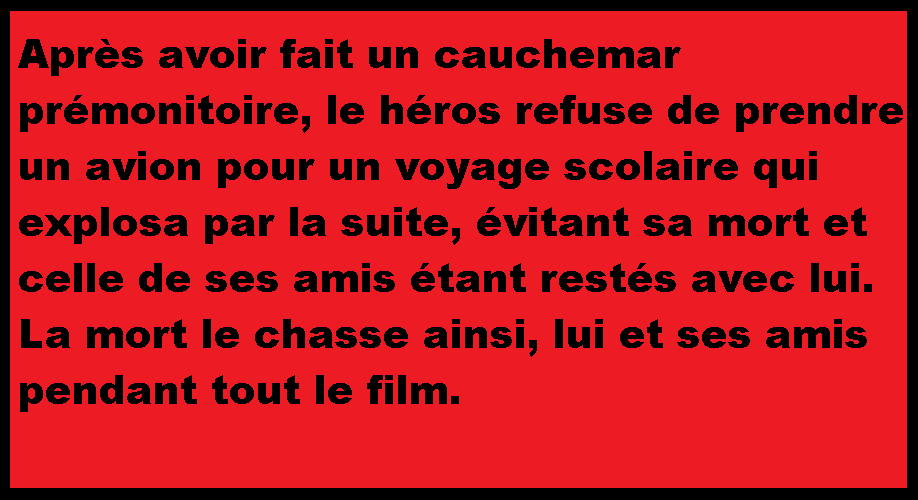 Après avoir fait un cauchemar
prémonitoire, le héros refuse de prendre
un avion pour un voyage scolaire qui
explosa par la suite, évitant sa mort et
celle de ses amis étant restés avec lui.
La mort le chasse ainsi, lui et ses amis
pendant tout le film.